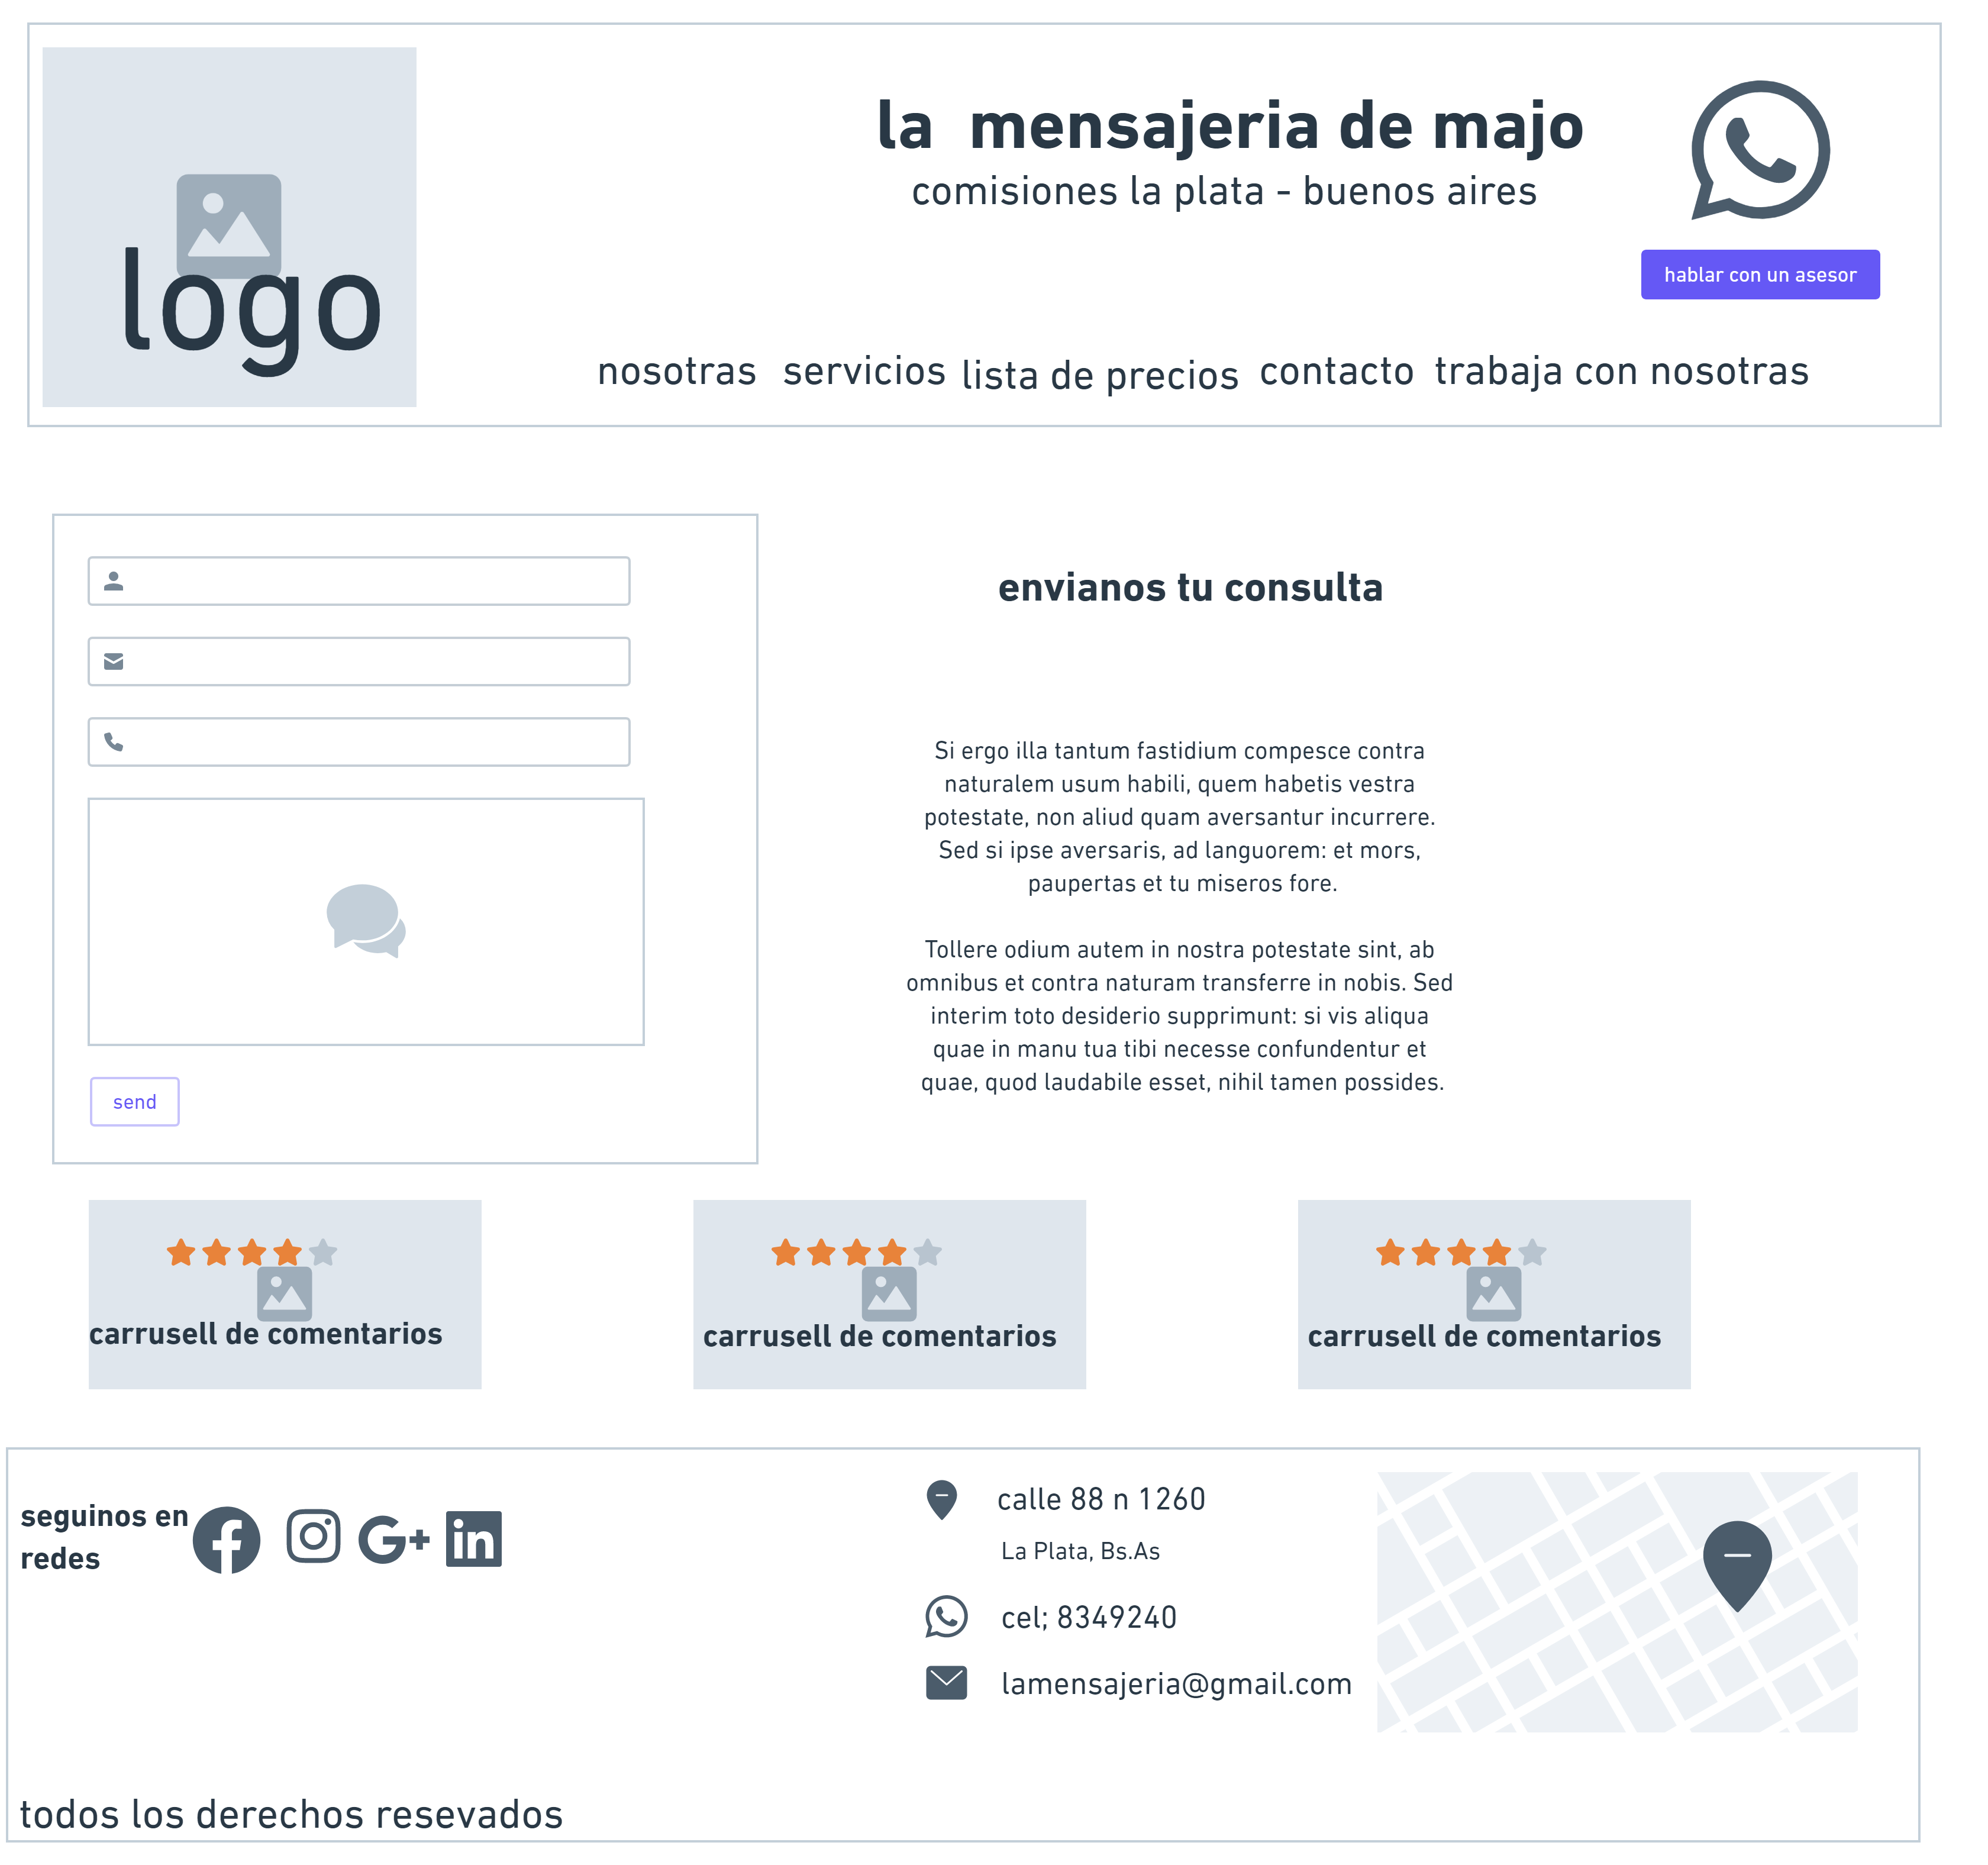 logo
la mensajeria de majo
comisiones la plata - buenos aires
hablar con un asesor
nosotras servicios lista de precios contacto trabaja con nosotras
send
envianos tu consulta
Si ergo illa tantum fastidium compesce contra
naturalem usum habili, quem habetis vestra
potestate, non aliud quam aversantur incurrere.
Sed si ipse aversaris, ad languorem: et mors,
paupertas et tu miseros fore.
Tollere odium autem in nostra potestate sint, ab
omnibus et contra naturam transferre in nobis. Sed
interim toto desiderio supprimunt: si vis aliqua
quae in manu tua tibi necesse confundentur et
quae, quod laudabile esset, nihil tamen possides.
carrusell de comentarios
carrusell de comentarios
carrusell de comentarios
seguinos en
redes
calle 88 n 1260
La Plata, Bs.As
cel; 8349240
lamensajeria@gmail.com
todos los derechos resevados